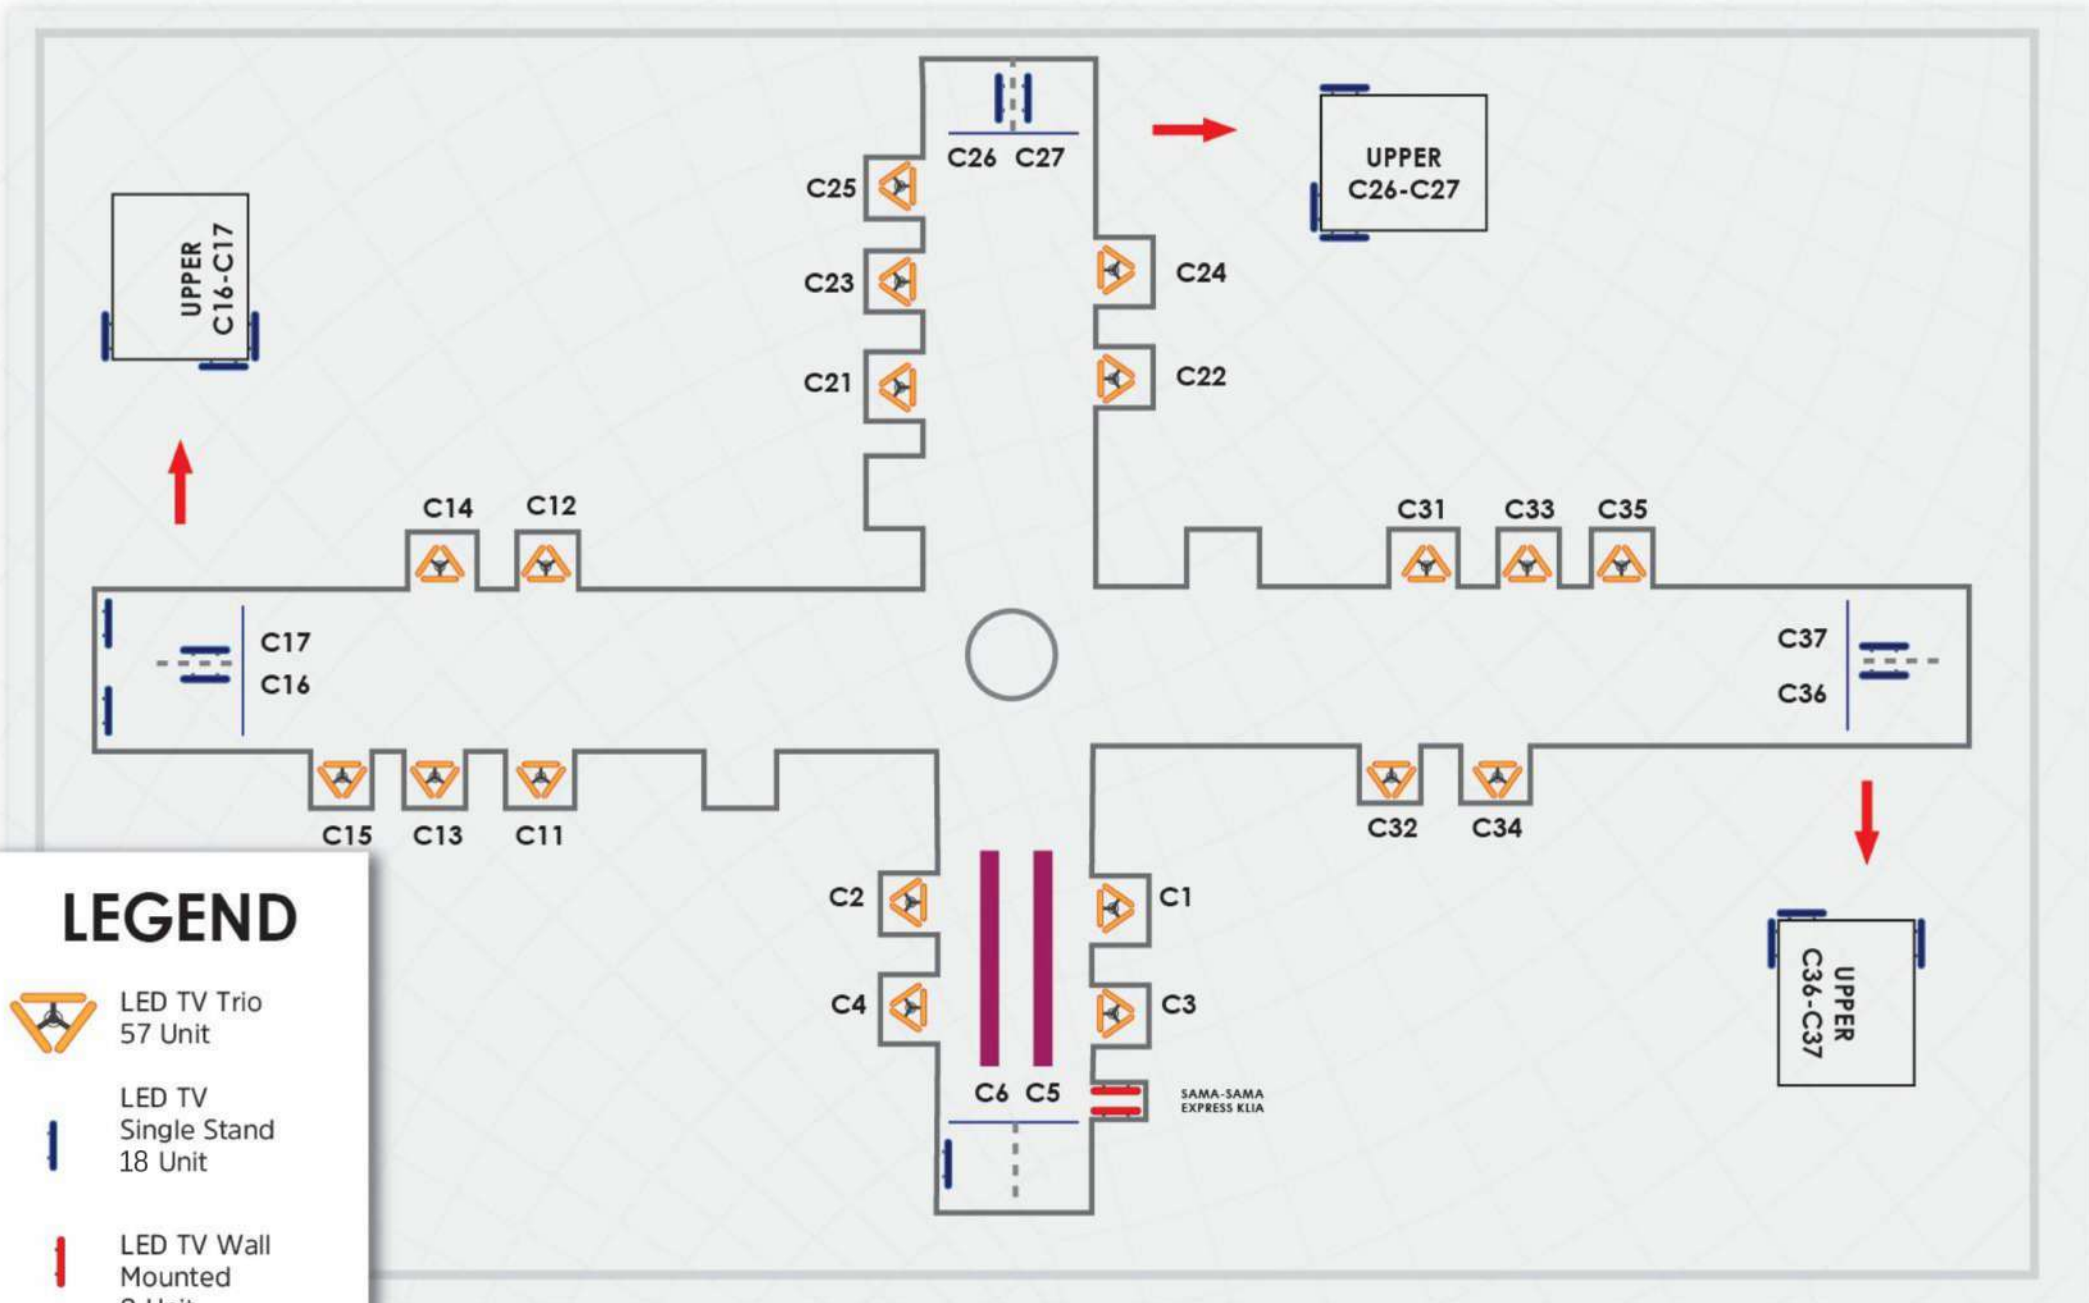 C26 C27
UPPER
C26-C27
C25
UPPER
C16-C17
C24
C23
C22
C21
C14
C12
C31
C33
C35
C17
C16
C37
C36
C15
C13
C11
C32
C34
C2
C1
C4
C3
C6 C5
SAMA-SAMA
EXPRESS KLIA
UPPER
C36-C37
LEGEND
LED TV Trio
57 Unit
LED TV
Single Stand
18 Unit
LED TV Wall
Mounted